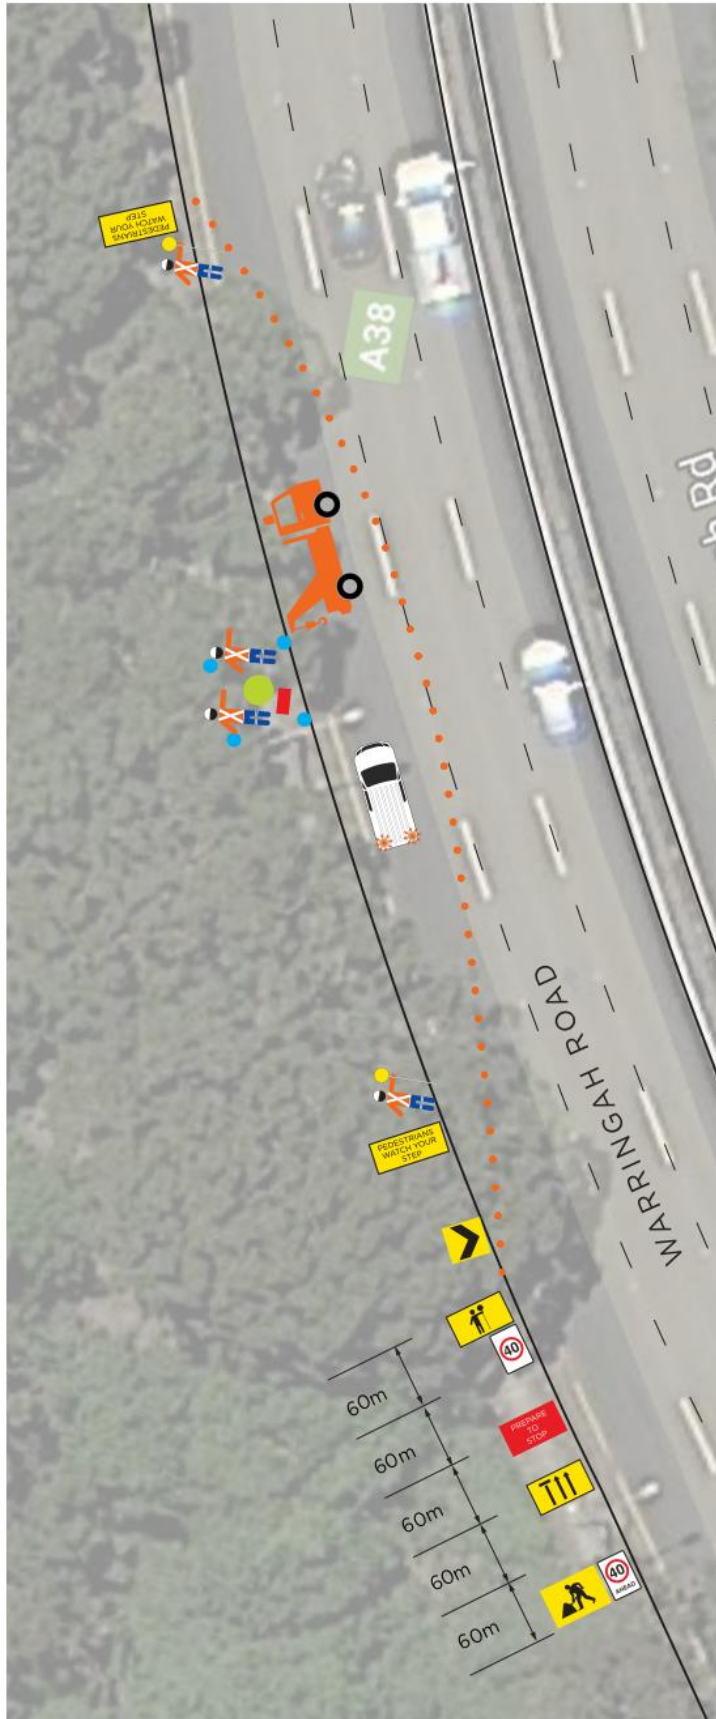 PEDESTRIANS
WATCH YOUR
STEP
A38
h Rd
WARRINGAH ROAD
PEDESTRIANS
WATCH YOUR
STEP
40
60m
PREPARE
TO
STOP
60m
60m
60m
40
AHEAD
60m